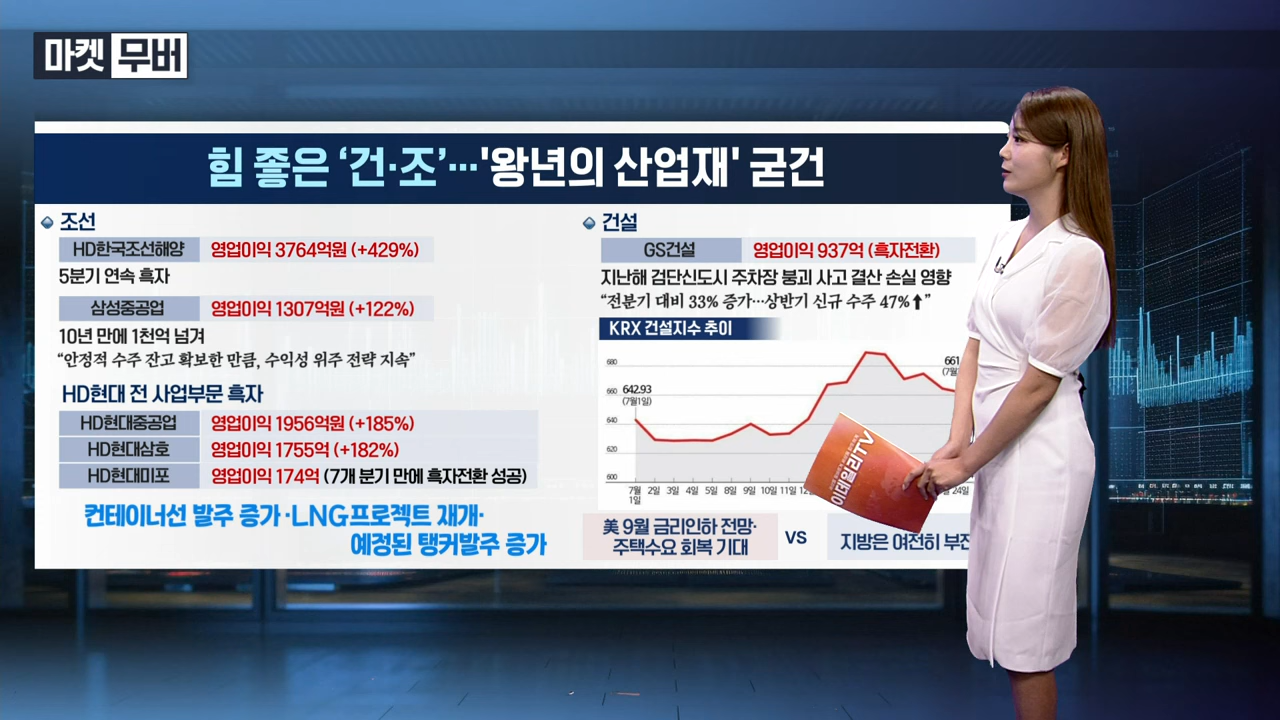 마켓무버
힘 좋은 ‘건·조’…'왕년의 산업재' 굳건
조선
HD한국조선해양 영업이익 3764억원 (+429%)
5분기 연속 흑자
삼성중공업 영업이익 1307억원 (+122%)
10년 만에 1천억 넘겨
“안정적 수주 잔고 확보한 만큼, 수익성 위주 전략 지속”
HD현대 전 사업부문 흑자
HD현대중공업 영업이익 1956억원 (+185%)
HD현대삼호 영업이익 1755억 (+182%)
HD현대미포 영업이익 174억 (7개 분기 만에 흑자전환 성공)
컨테이너선 발주 증가·LNG프로젝트 재개·
예정된 탱커발주 증가
건설
GS건설 영업이익 937억 (흑자전환)
지난해 검단신도시 주차장 붕괴 사고 결산 손실 영향
“전분기 대비 33% 증가…상반기 신규 수주 47%⬆”
KRX 건설지수 추이
680
660
640
620
600
642.93
(7월1일)
661
(7월
7월
1일 2일 3일 4일 5일 8일 9일 10일 11일 12일 24일
이데일리TV
美 9월 금리인하 전망·
주택수요 회복 기대
VS
지방은 여전히 부진